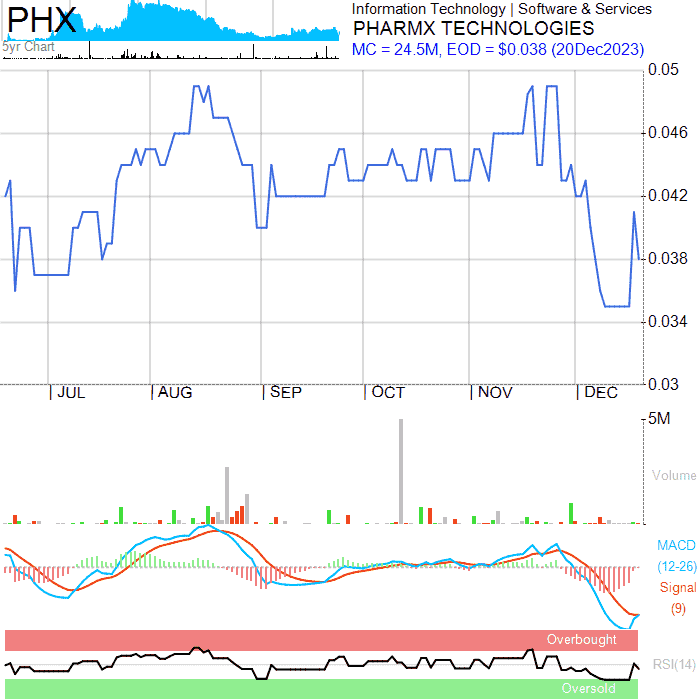 PHX
5yr Chart
Information Technology | Software & Services
PHARMX TECHNOLOGIES
MC = 24.5M, EOD = $0.038 (20Dec2023)
0.05
0.046
0.042
0.038
0.034
0.03
| JUL | AUG | SEP | OCT | NOV | DEC
5M
Volume
MACD
(12-26)
Signal
(9)
Overbought
RSI(14)
Oversold